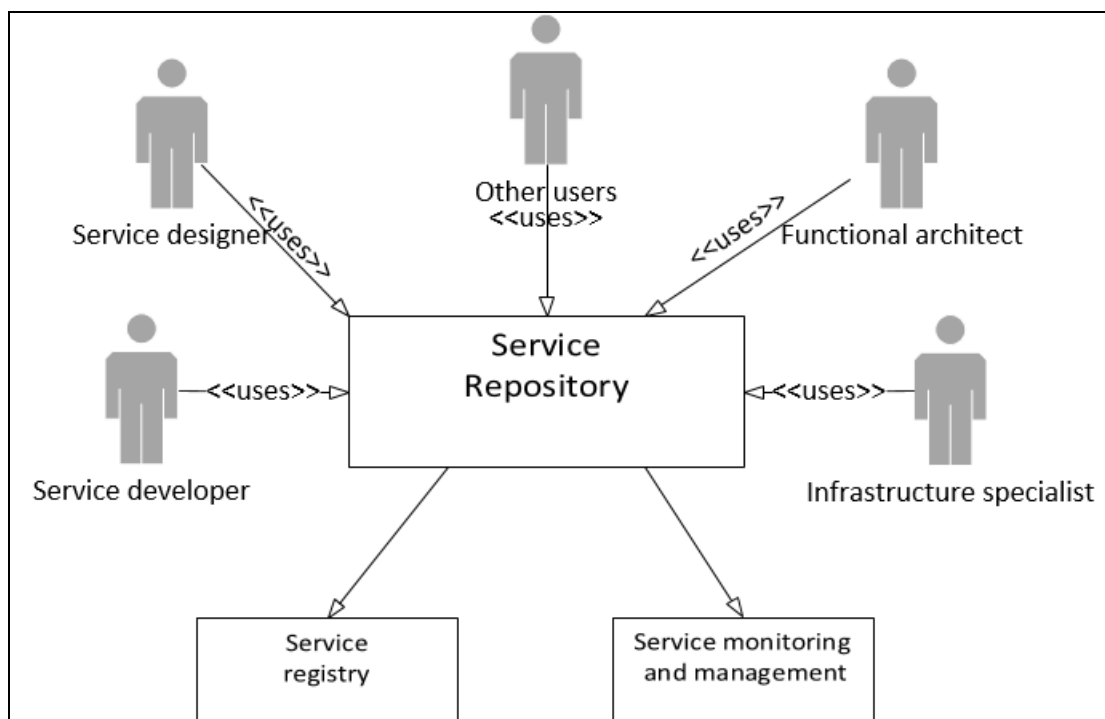 Other users
<<uses>>
Service designer
<<uses>>
<<uses>>
Functional architect
Service
Repository
<<uses>>
<<uses>>
Service developer
Infrastructure specialist
Service
registry
Service monitoring
and management